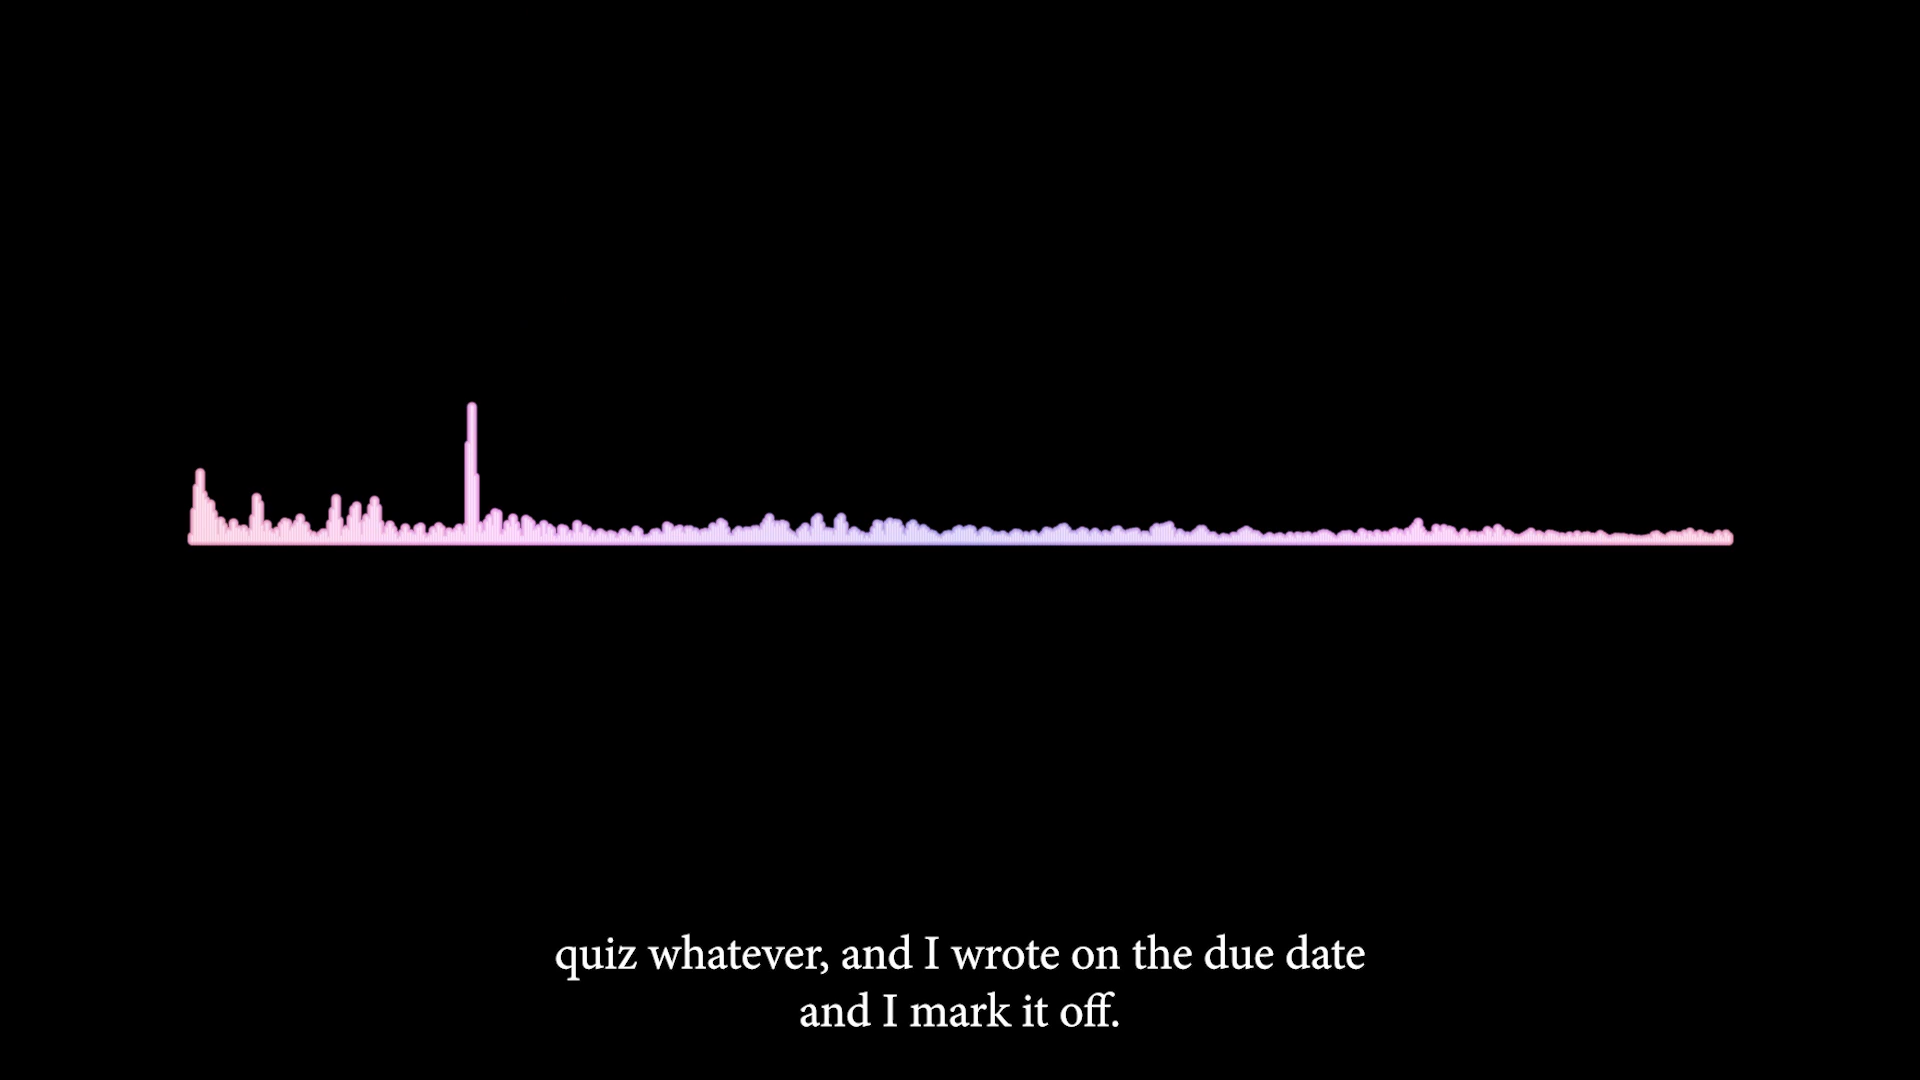 quiz whatever, and I wrote on the due date
and I mark it off.